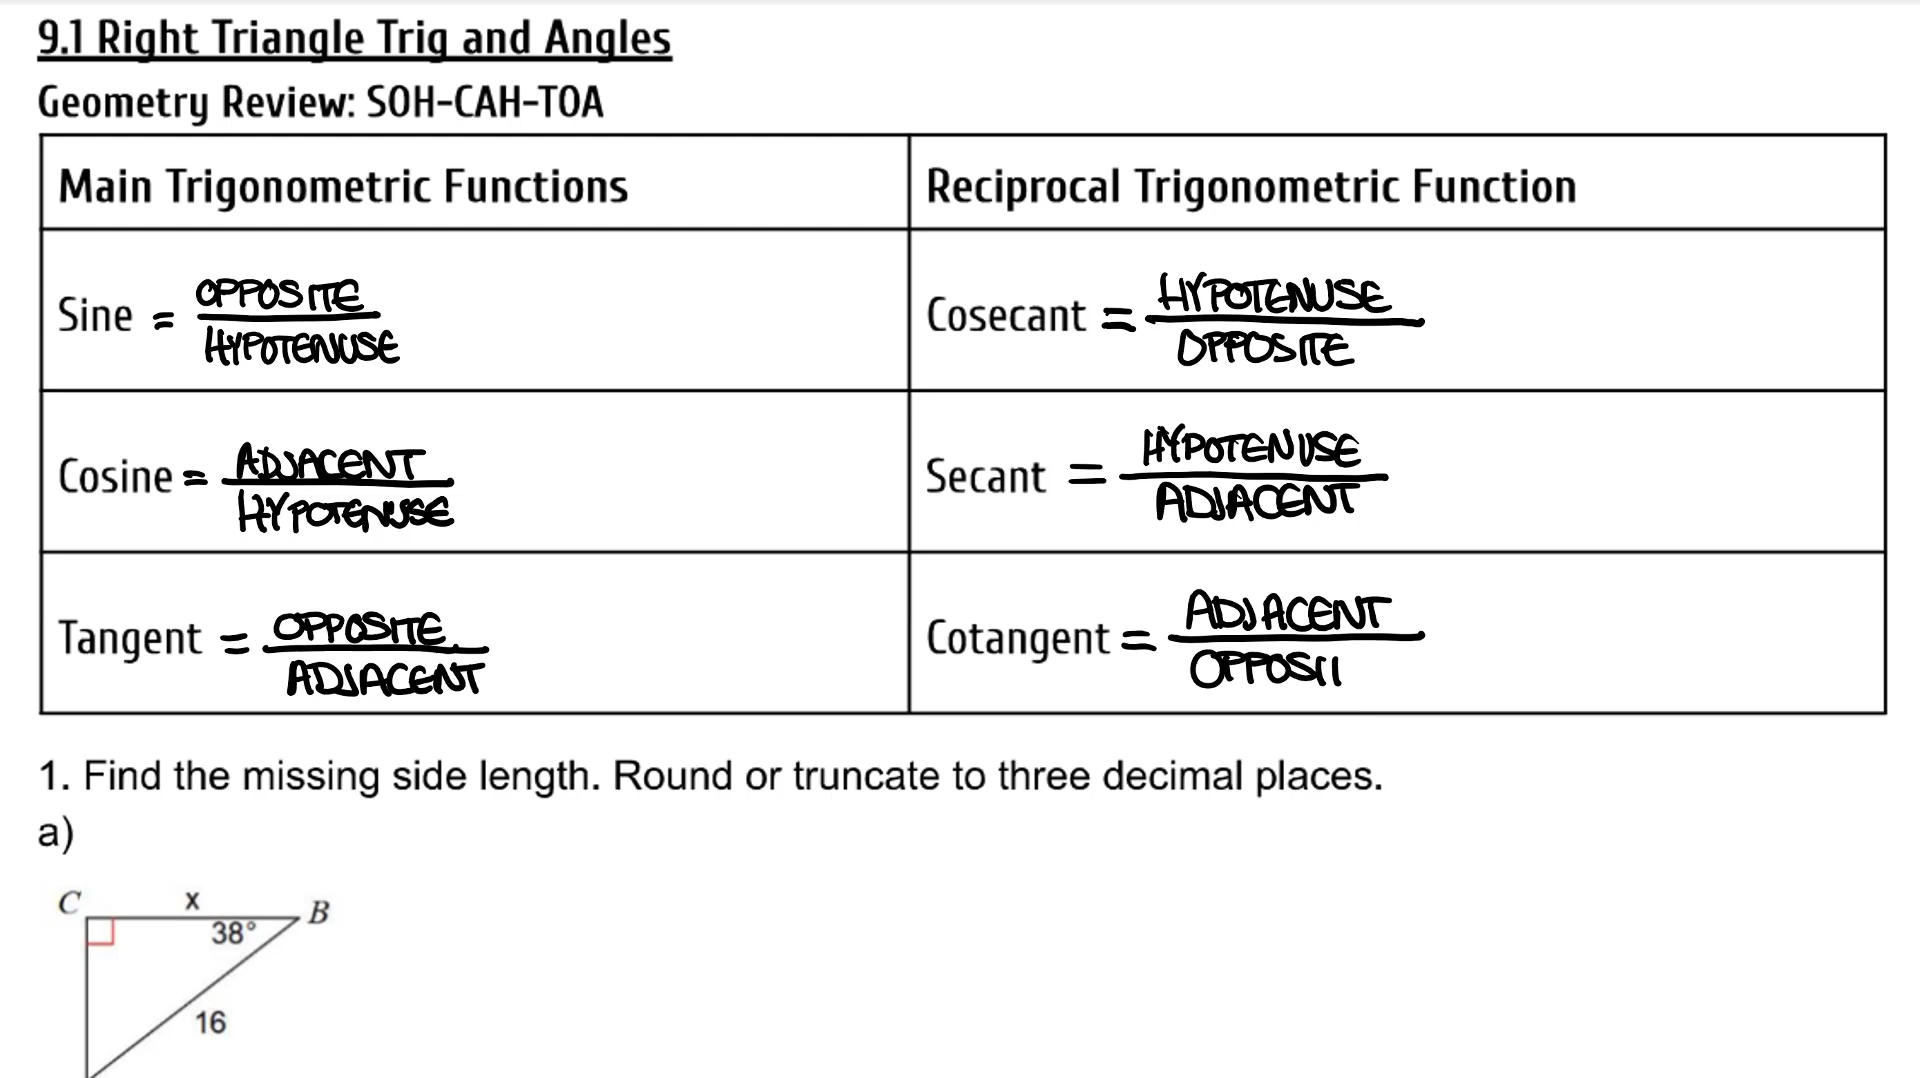 9.1 Right Triangle Trig and Angles
Geometry Review: SOH-CAH-TOA
Main Trigonometric Functions
Reciprocal Trigonometric Function
Sine = OPPOSITE
HYPOTENUSE
Cosecant = HYPOTENUSE
OPPOSITE
Cosine = ADJACENT
HYPOTENUSE
Secant = HYPOTENUSE
ADJACENT
Tangent = OPPOSITE
ADJACENT
Cotangent = ADJACENT
OPPOSII
1. Find the missing side length. Round or truncate to three decimal places.
a)
C
x
B
38°
16